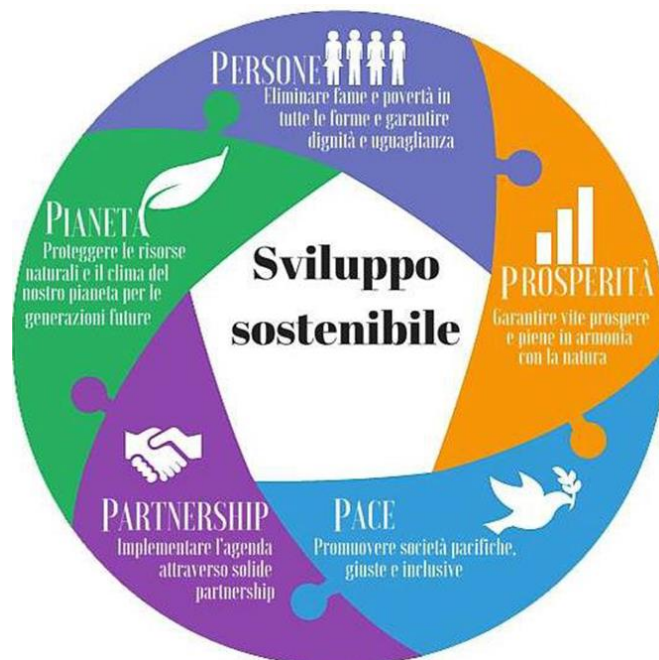 PERSONE
Eliminare fame e povertà in
tutte le forme e garantire
dignità e uguaglianza
PROSPERITÀ
Garantire vite prospere
e piene in armonia
con la natura
PACE
Promuovere società pacifiche,
giuste e inclusive
PARTNERSHIP
Implementare l'agenda
attraverso solide
partnership
PIANETA
Proteggere le risorse
naturali e il clima del
nostro pianeta per le
generazioni future
Sviluppo
sostenibile